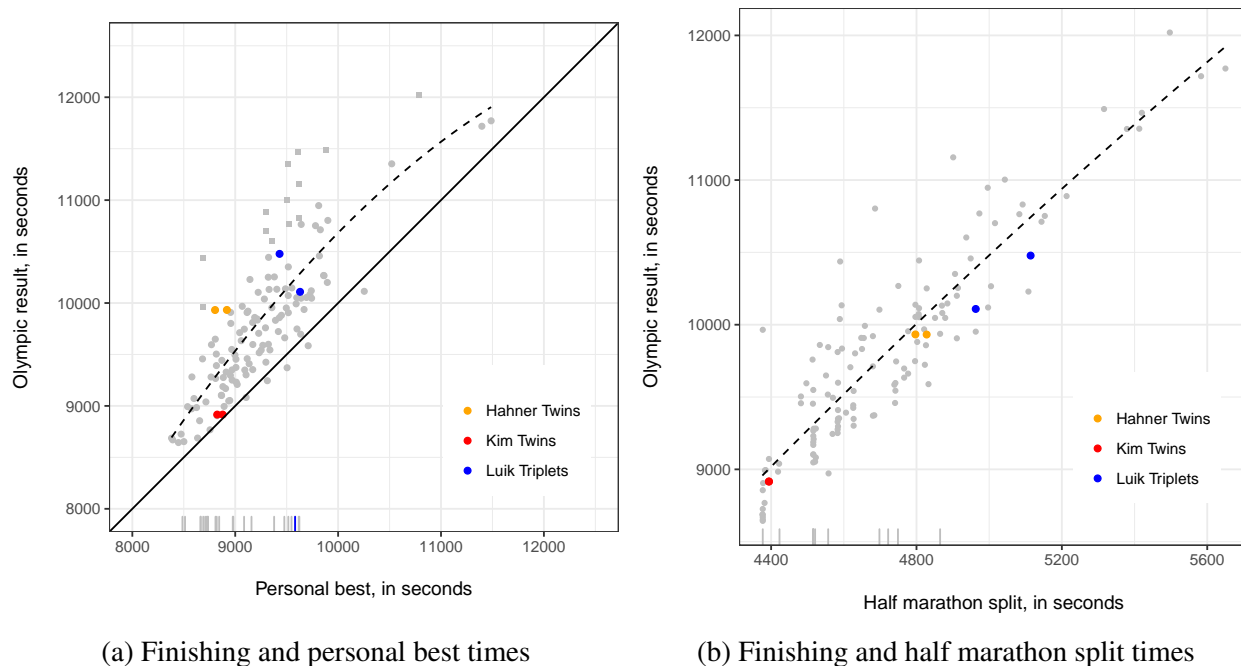 12000
11000
10000
9000
8000
Olympic result, in seconds
Hahner Twins
Kim Twins
Luik Triplets
8000 9000 10000 11000 12000
Personal best, in seconds
(a) Finishing and personal best times
12000
11000
10000
9000
Olympic result, in seconds
Hahner Twins
Kim Twins
Luik Triplets
4400 4800 5200 5600
Half marathon split, in seconds
(b) Finishing and half marathon split times